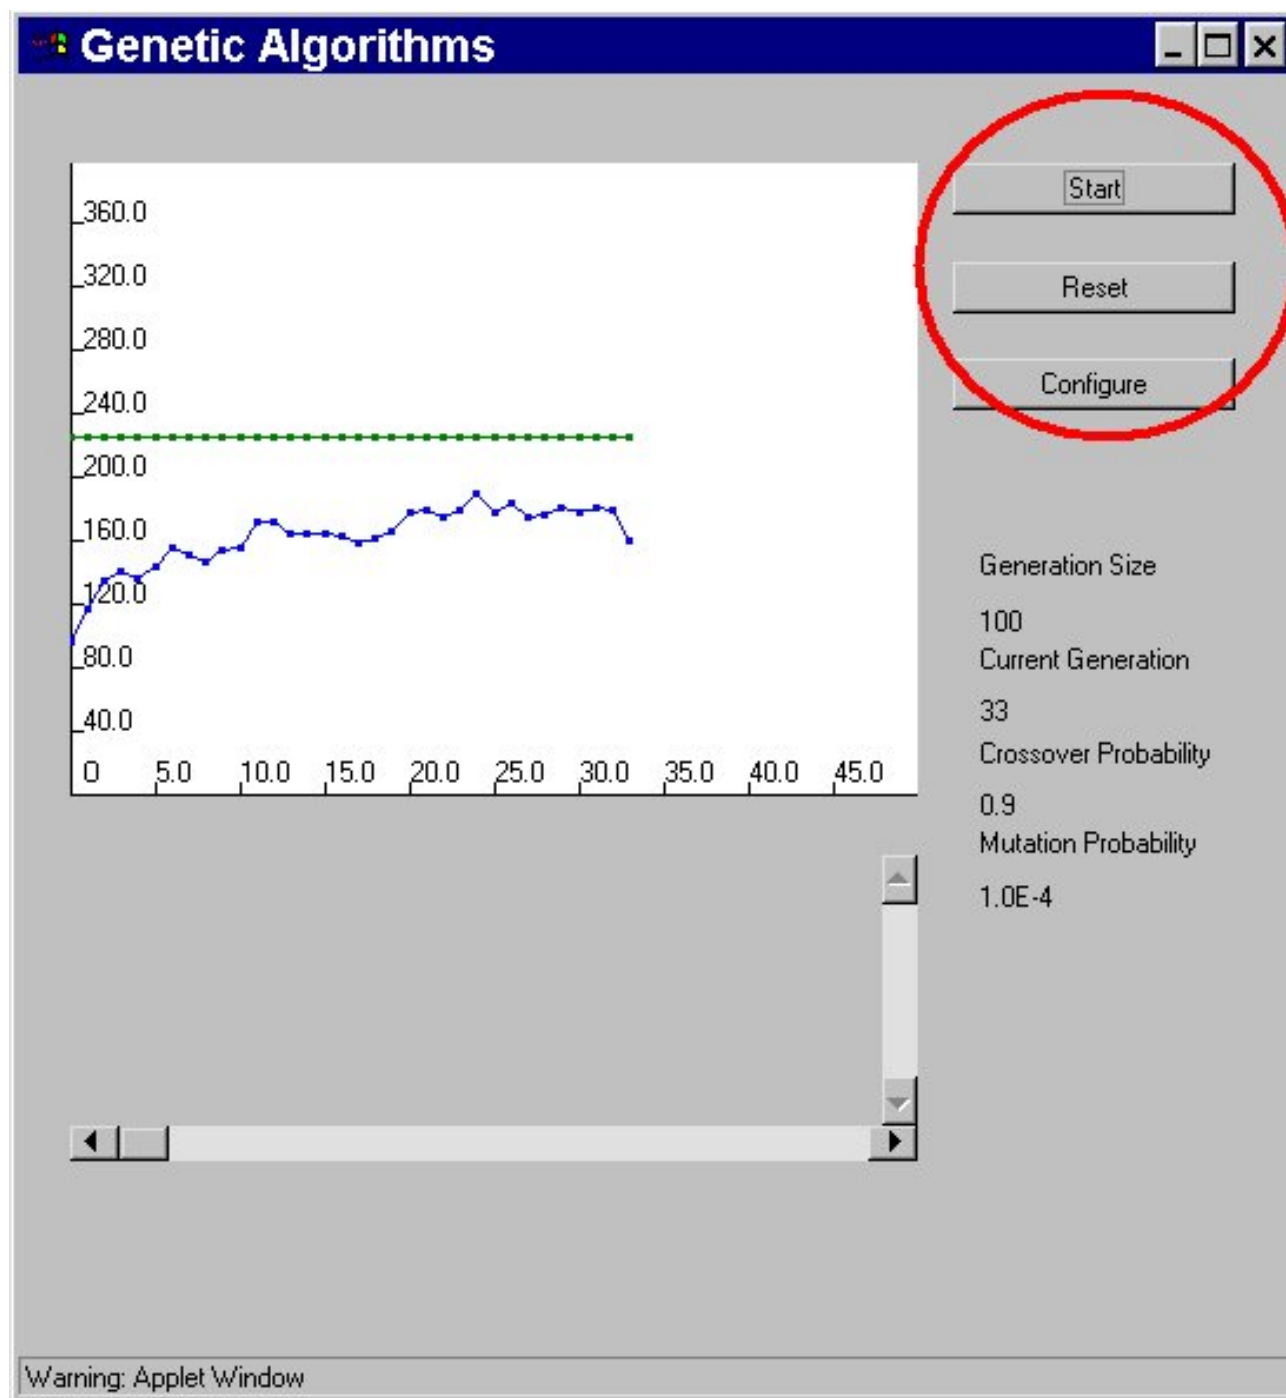 Genetic Algorithms
Start
Reset
Configure
360.0
320.0
280.0
240.0
200.0
160.0
120.0
80.0
40.0
0 5.0 10.0 15.0 20.0 25.0 30.0 35.0 40.0 45.0
Generation Size
100
Current Generation
33
Crossover Probability
0.9
Mutation Probability
1.0E-4
Warning: Applet Window